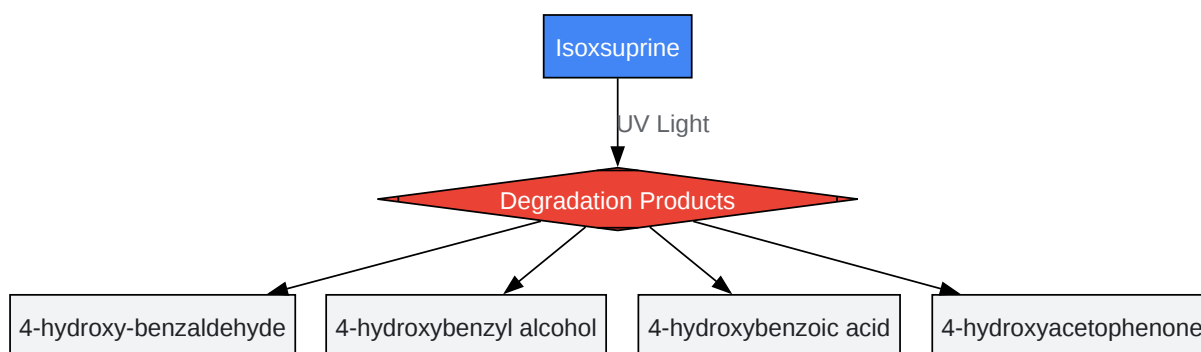 Isoxsuprine
UV Light
Degradation Products
4-hydroxy-benzaldehyde
4-hydroxybenzyl alcohol
4-hydroxybenzoic acid
4-hydroxyacetophenone